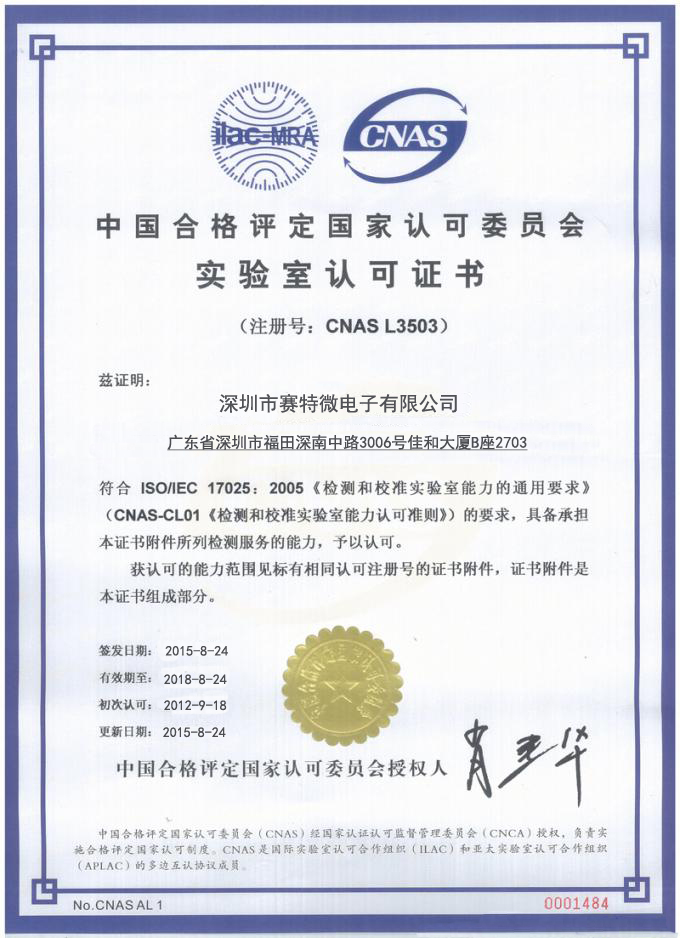 ilac-MRA
CNAS
中国合格评定国家认可委员会
实验室认可证书
（注册号：CNAS L3503）
兹证明：
深圳市赛特微电子有限公司
广东省深圳市福田深南中路3006号佳和大厦B座2703
符合 ISO/IEC 17025：2005《检测和校准实验室能力的通用要求》
（CNAS-CL01《检测和校准实验室能力认可准则》）的要求，具备承担
本证书附件所列检测服务的能力，予以认可。
获认可的能力范围见标有相同认可注册号的证书附件，证书附件是
本证书组成部分。
签发日期： 2015-8-24
有效期至： 2018-8-24
初次认可： 2012-9-18
更新日期： 2015-8-24
中国合格评定国家认可委员会授权人
中国合格评定国家认可委员会（CNAS）经国家认证认可监督管理委员会（CNCA）授权，负责实
施合格评定国家认可制度。CNAS是国际实验室认可合作组织（ILAC）和亚太实验室认可合作组织
（APLAC）的多边互认协议成员。
No.CNAS AL 1
0001484